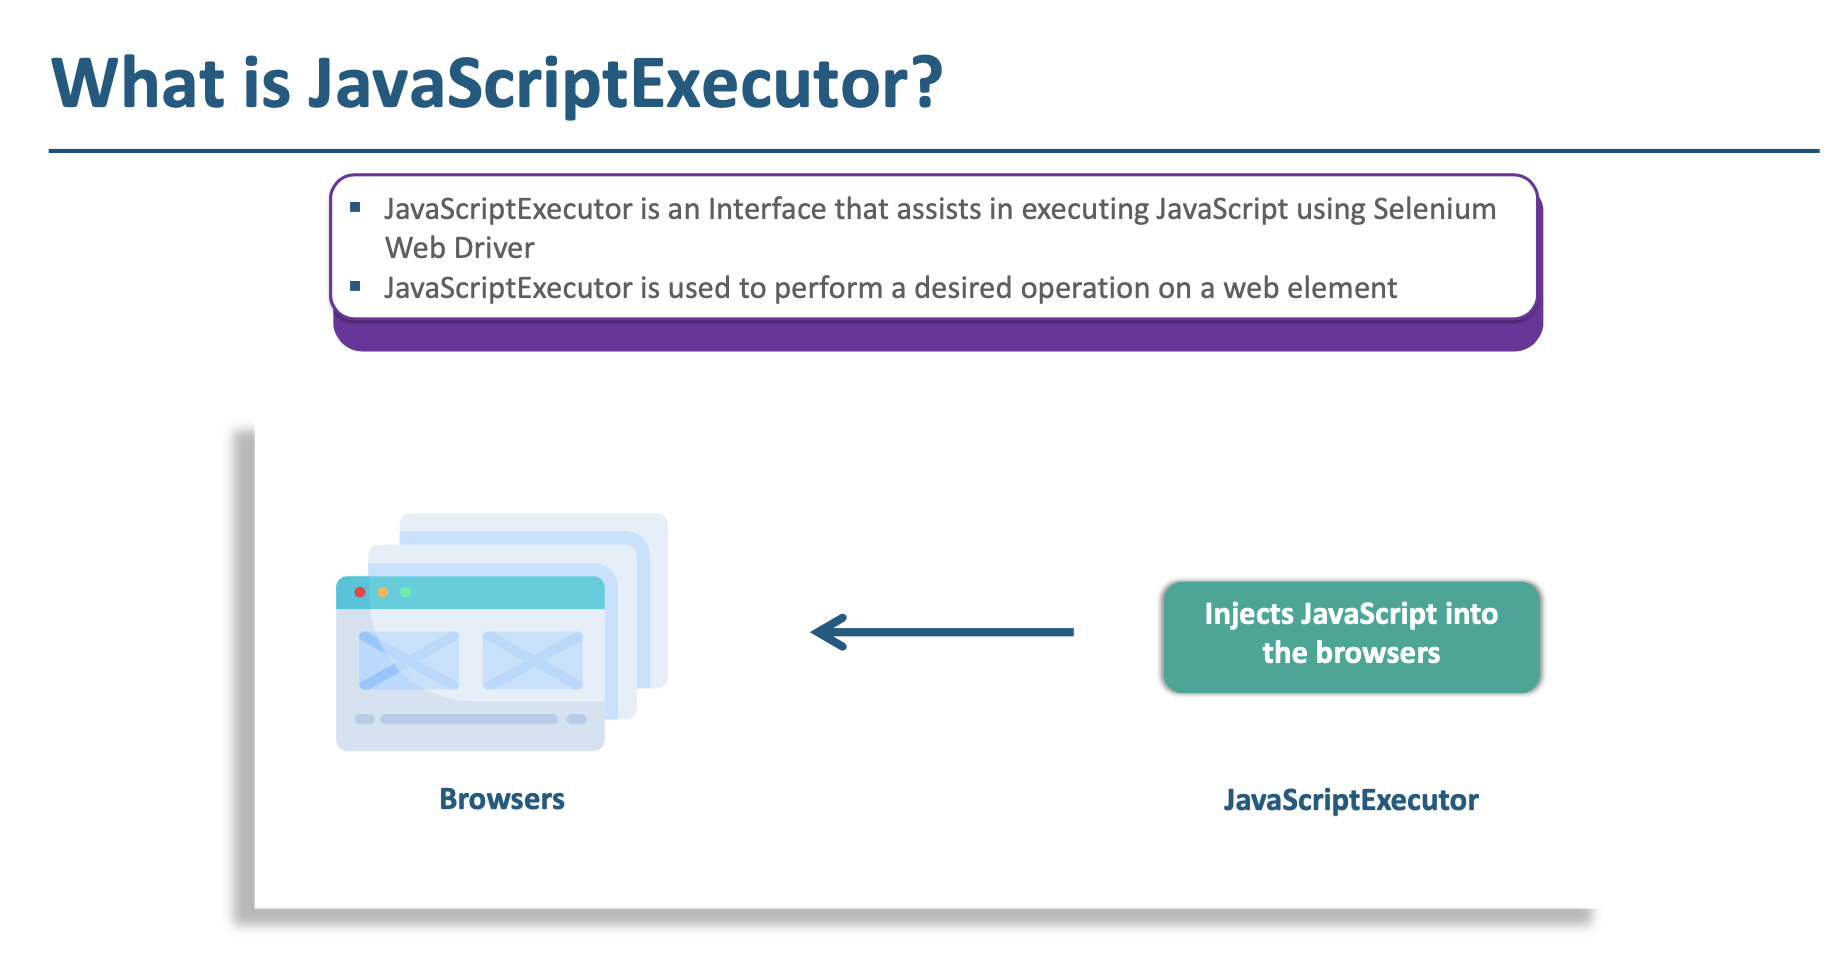 What is JavaScriptExecutor?
▪ JavaScriptExecutor is an Interface that assists in executing JavaScript using Selenium
Web Driver
▪ JavaScriptExecutor is used to perform a desired operation on a web element
Injects JavaScript into
the browsers
Browsers
JavaScriptExecutor